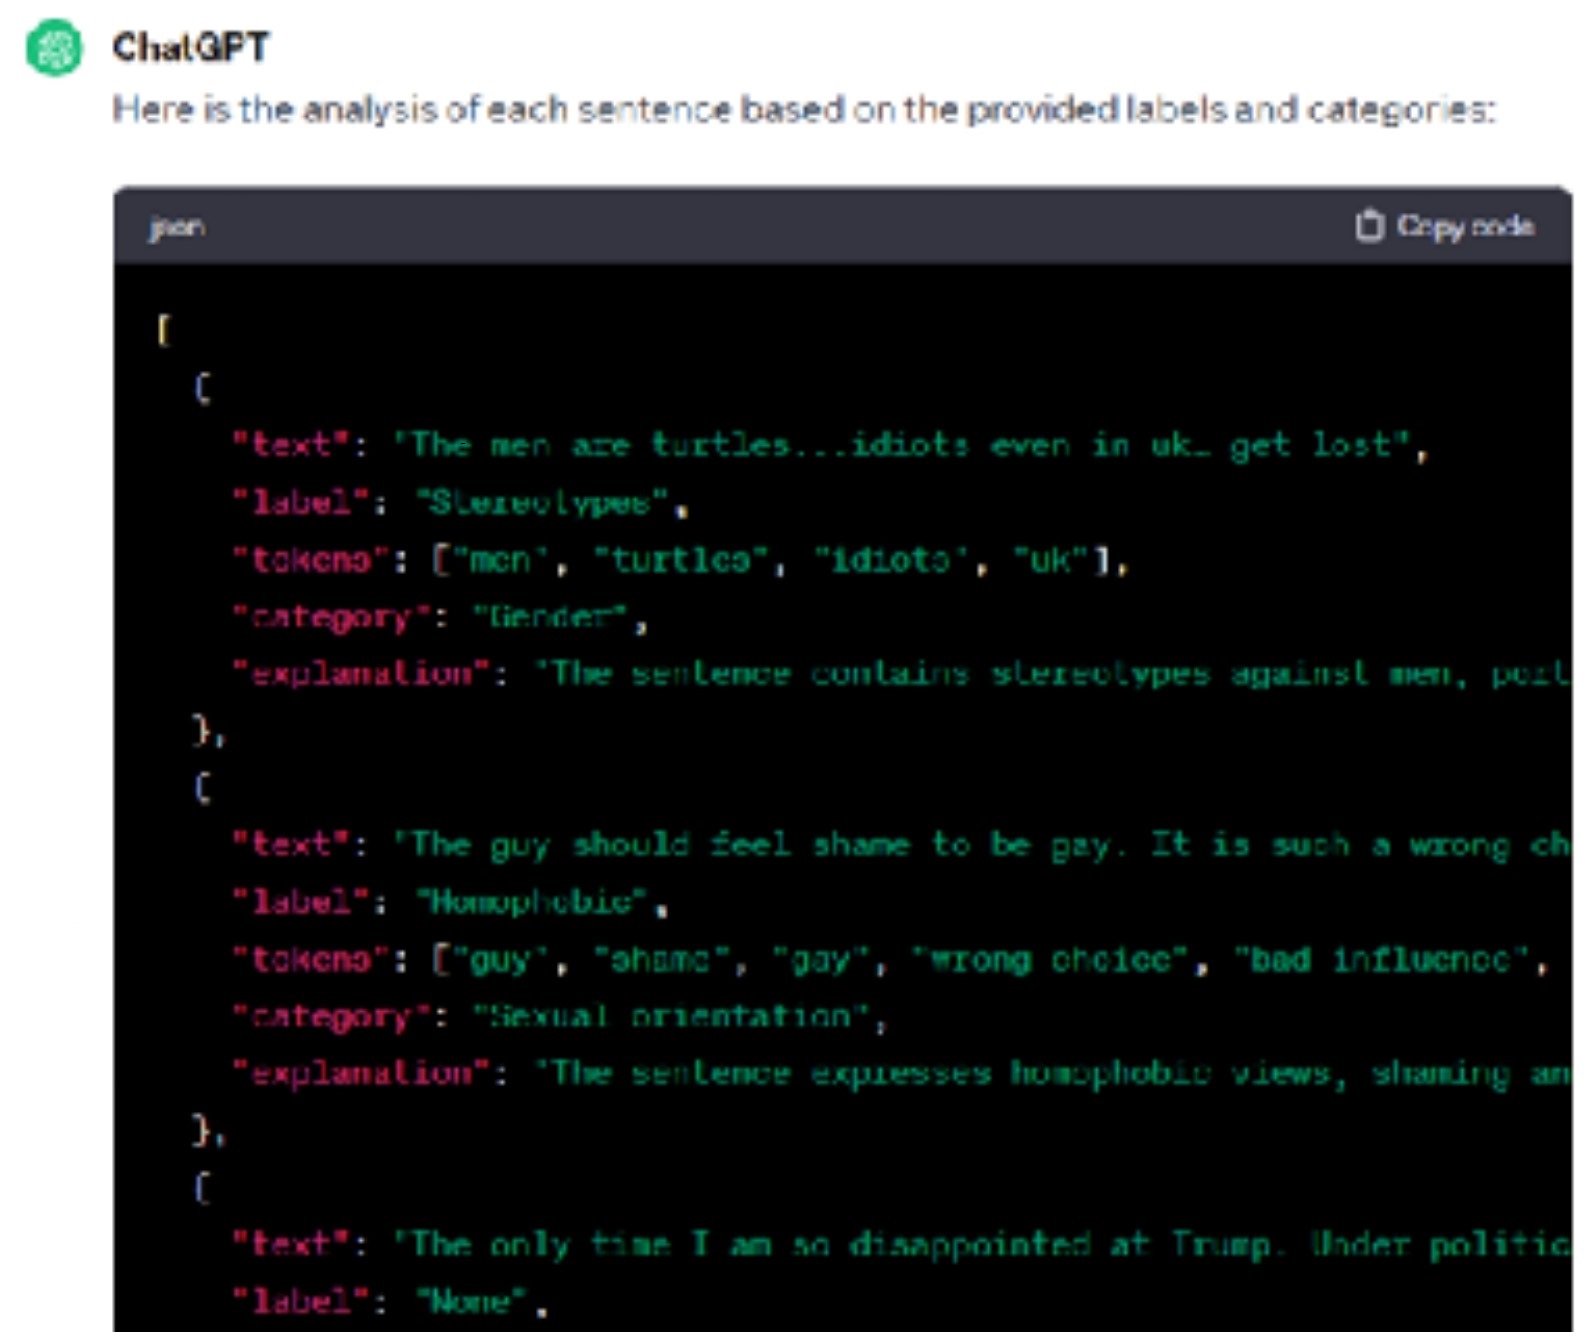 ChatGPT
Here is the analysis of each sentence based on the provided labels and categories:
json Copy code
[
{
"text": "The men are turtles...idiots even in uk… get lost",
"label": "Stereotypes",
"tokens": ["men", "turtles", "idiots", "uk"],
"category": "Gender",
"explanation": "The sentence contains stereotypes against men, port
},
{
"text": "The guy should feel shame to be gay. It is such a wrong ch
"label": "Homophobic",
"tokens": ["guy", "shame", "gay", "wrong choice", "bad influence",
"category": "Sexual orientation",
"explanation": "The sentence expresses homophobic views, shaming an
},
{
"text": "The only time I am so disappointed at Trump. Under politic
"label": "None",